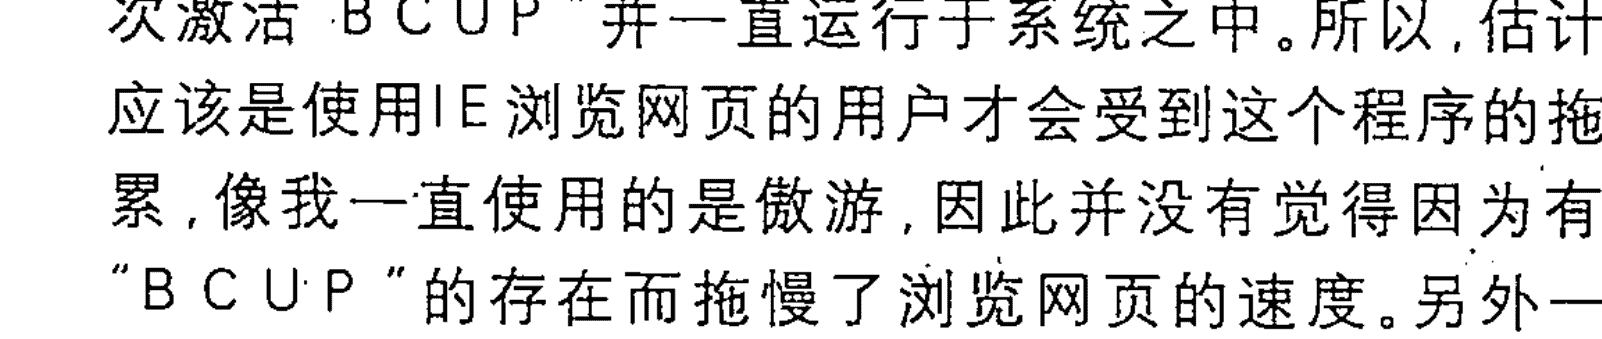 次激活“BCUP”并一直运行于系统之中。所以，估计
应该是使用IE浏览网页的用户才会受到这个程序的拖
累，像我一直使用的是傲游，因此并没有觉得因为有
“BCUP”的存在而拖慢了浏览网页的速度。另外一